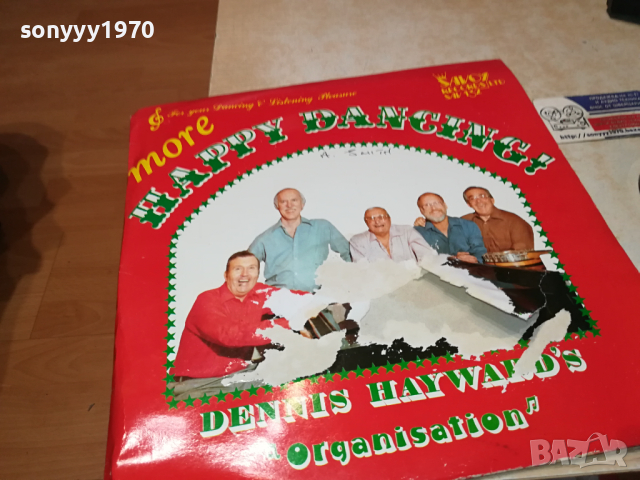 sonyyy1970
For your Dancing & Listening Pleasure
more
HAPPY DANCING!
DENNIS HAYWARD'S
"Organisation"
BAZAR